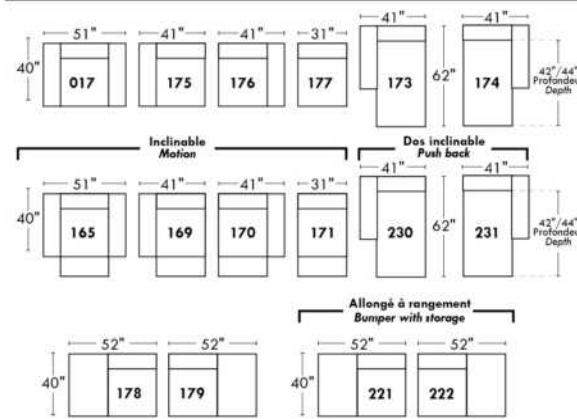 51" 41" 41" 31" 41" 41"
40" 017 175 176 177 173 62" 174 42"/44"
Profondeur
Depth
Inclinable Dos inclinable
Motion Push back
51" 41" 41" 31" 41" 41"
40" 165 169 170 171 230 62" 231 42"/44"
Profondeur
Depth
Allongé à rangement
Bumper with storage
52" 52" 52" 52"
40" 178 179 40" 221 222